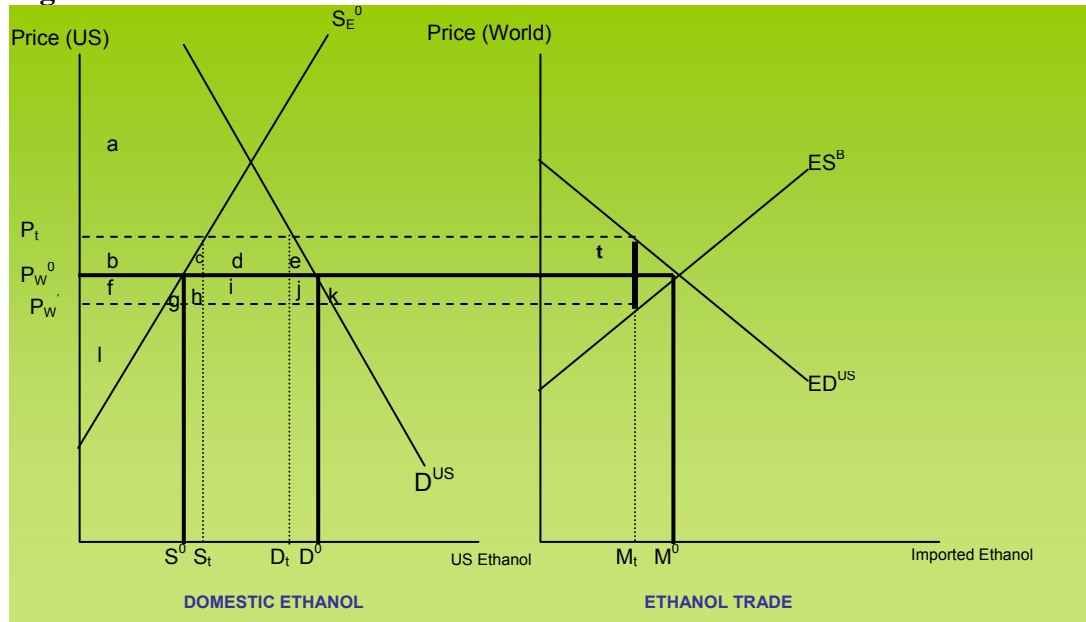 S_E^0
Price (US)
Price (World)
a
ES^B
P_t
t
b
c
d
e
P_W^0
f
g
h
i
j
k
P_W'
l
ED^US
D^US
S^0 S_t
D_t D^0
US Ethanol
M_t M^0
Imported Ethanol
DOMESTIC ETHANOL
ETHANOL TRADE